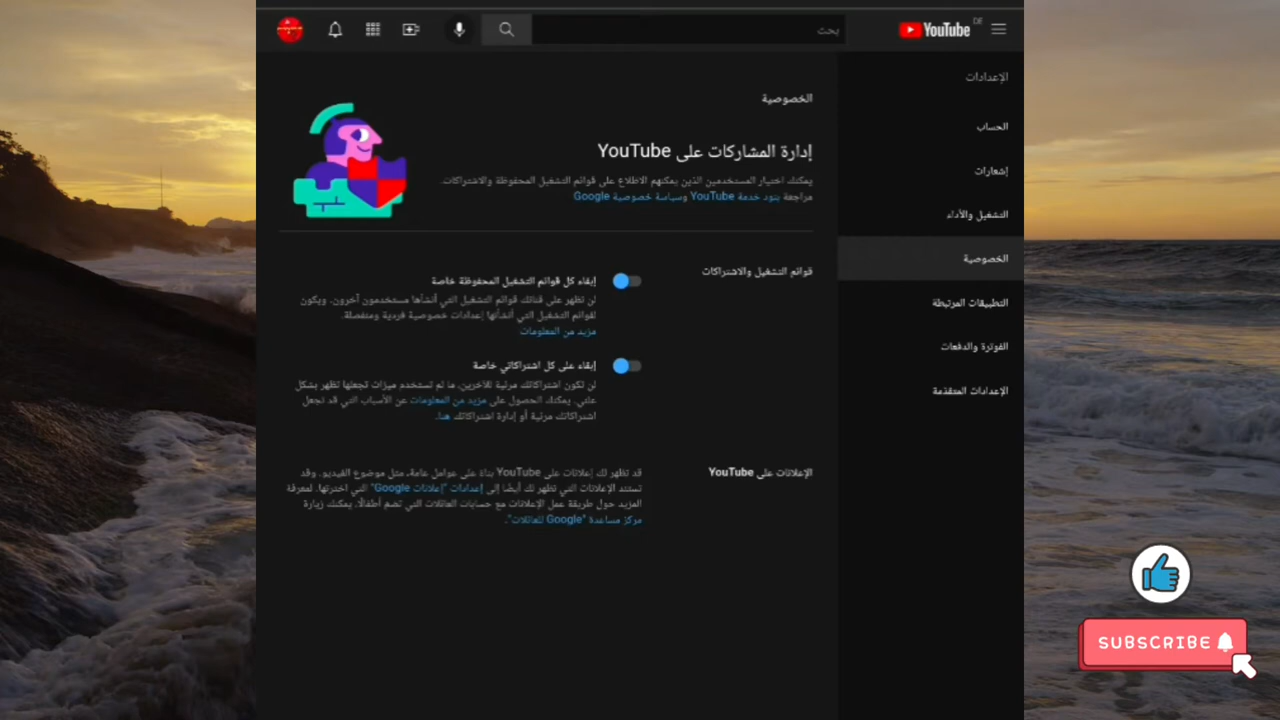 YouTube DE
بحث
الإعدادات
الحساب
إشعارات
التشغيل والأداء
الخصوصية
التطبيقات المرتبطة
الفوترة والدفعات
الإعدادات المتقدّمة
الخصوصية
إدارة المشاركات على YouTube
يمكنك اختيار المستخدمين الذين يمكنهم الاطلاع على قوائم التشغيل المحفوظة والاشتراكات.
مراجعة بنود خدمة YouTube وسياسة خصوصية Google
قوائم التشغيل والاشتراكات
إبقاء كل قوائم التشغيل المحفوظة خاصة
لن تظهر على قناتك قوائم التشغيل التي أنشأها مستخدمون آخرون. ويكون
لقوائم التشغيل التي أنشأتها إعدادات خصوصية فردية ومنفصلة.
مزيد من المعلومات
إبقاء على كل اشتراكاتي خاصة
لن تكون اشتراكاتك مرئية للآخرين، ما لم تستخدم ميزات تجعلها تظهر بشكل
علني. يمكنك الحصول على مزيد من المعلومات عن الأسباب التي قد تجعل
اشتراكاتك مرئية أو إدارة اشتراكاتك هنا.
الإعلانات على YouTube
قد تظهر لك إعلانات على YouTube بناءً على عوامل عامة، مثل موضوع الفيديو. وقد
تستند الإعلانات التي تظهر لك أيضًا إلى إعدادات "إعلانات Google" التي اخترتها. لمعرفة
المزيد حول طريقة عمل الإعلانات مع حسابات العائلات التي تضم أطفالًا، يمكنك زيارة
مركز مساعدة "Google للعائلات".
SUBSCRIBE